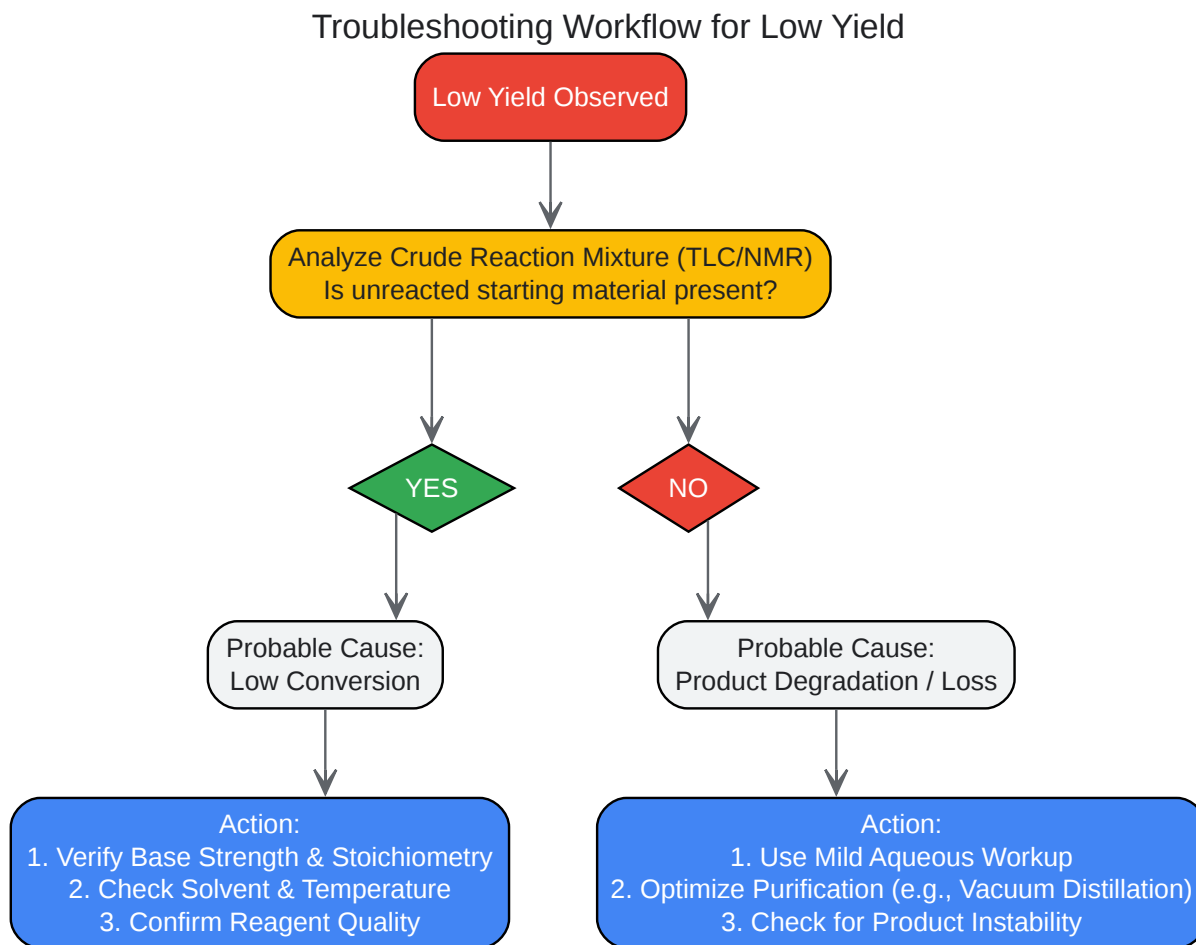 Troubleshooting Workflow for Low Yield
Low Yield Observed
Analyze Crude Reaction Mixture (TLC/NMR)
Is unreacted starting material present?
YES
NO
Probable Cause:
Low Conversion
Probable Cause:
Product Degradation / Loss
Action:
1. Verify Base Strength & Stoichiometry
2. Check Solvent & Temperature
3. Confirm Reagent Quality
Action:
1. Use Mild Aqueous Workup
2. Optimize Purification (e.g., Vacuum Distillation)
3. Check for Product Instability